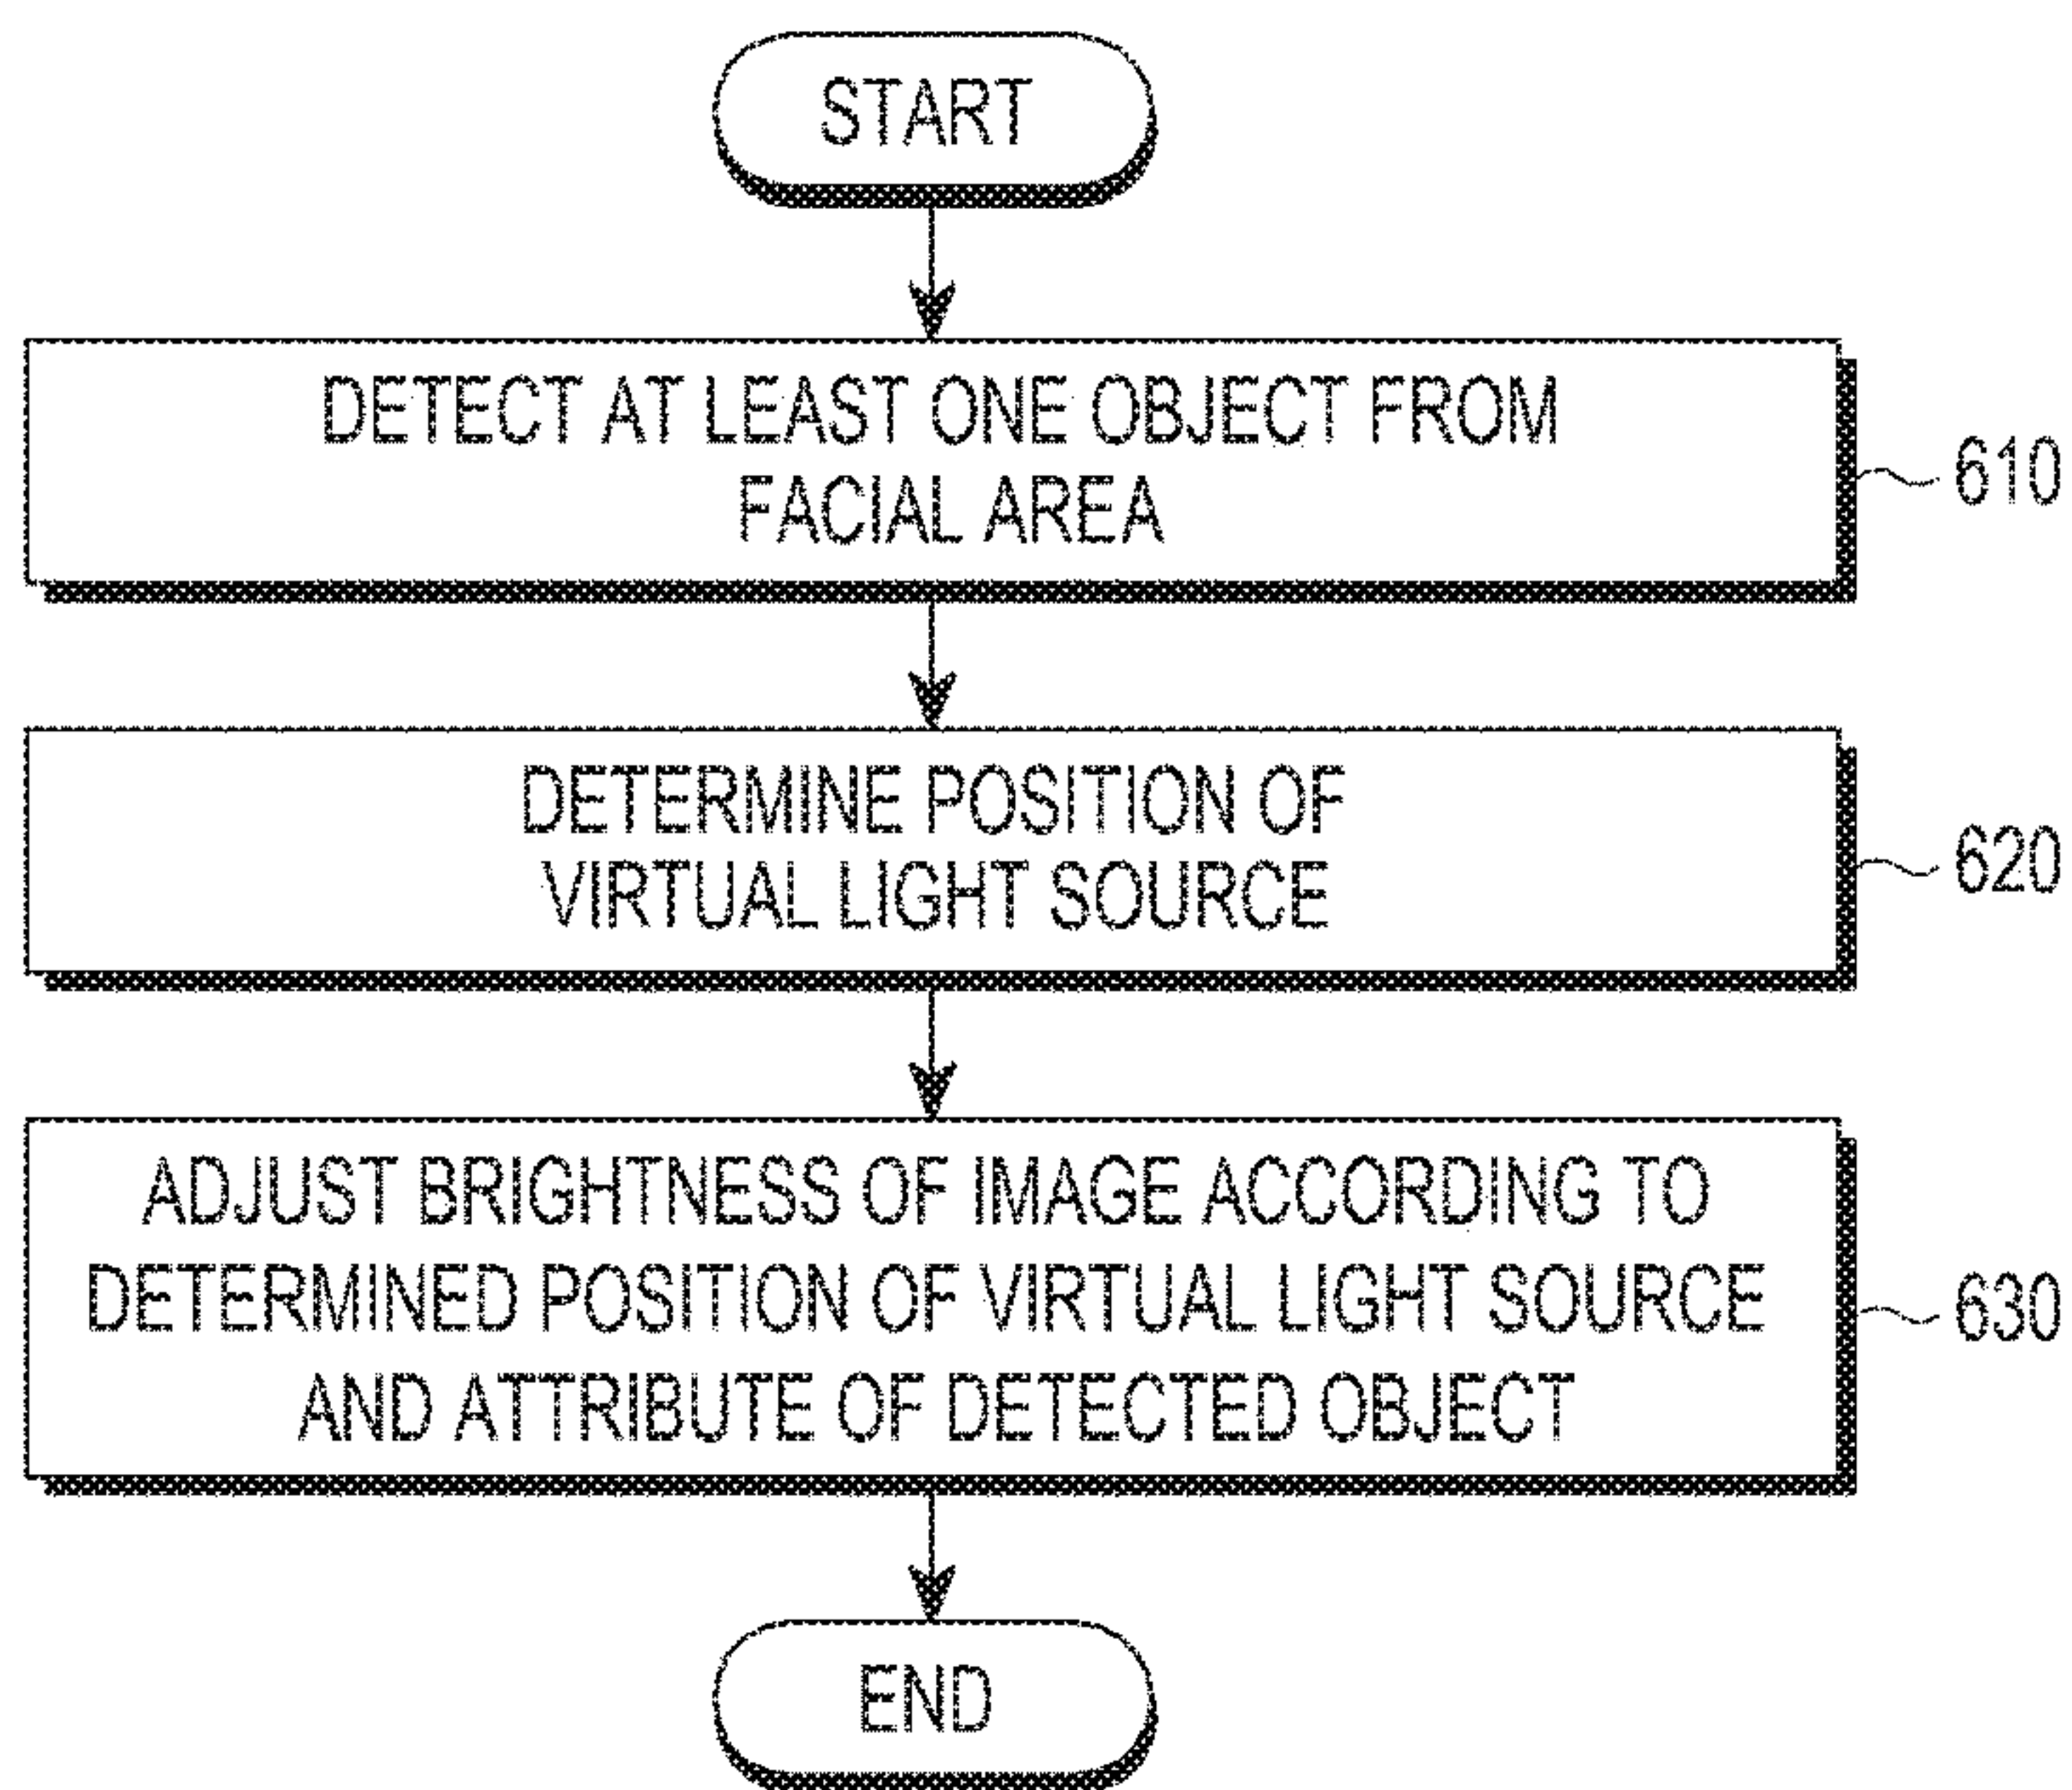 START
DETECT AT LEAST ONE OBJECT FROM
FACIAL AREA
610
DETERMINE POSITION OF
VIRTUAL LIGHT SOURCE
620
ADJUST BRIGHTNESS OF IMAGE ACCORDING TO
DETERMINED POSITION OF VIRTUAL LIGHT SOURCE
AND ATTRIBUTE OF DETECTED OBJECT
630
END